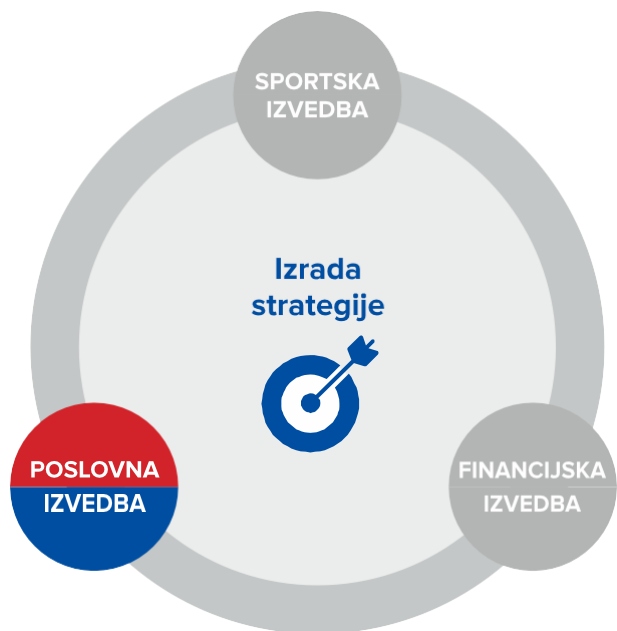 SPORTSKA
IZVEDBA
Izrada
strategije
POSLOVNA
IZVEDBA
FINANCIJSKA
IZVEDBA